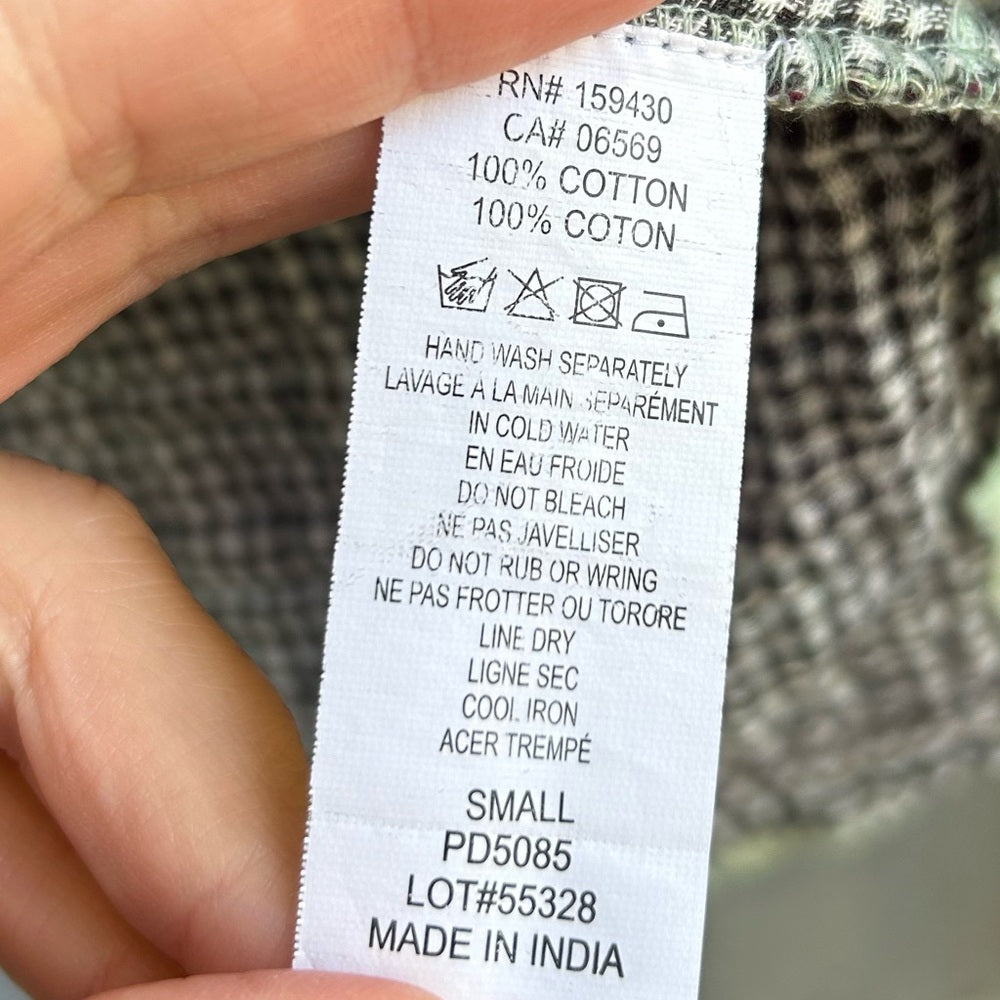 RN# 159430
CA# 06569
100% COTTON
100% COTON
HAND WASH SEPARATELY
LAVAGE A LA MAIN SEPARÉMENT
IN COLD WATER
EN EAU FROIDE
DO NOT BLEACH
NE PAS JAVELLISER
DO NOT RUB OR WRING
NE PAS FROTTER OU TORORE
LINE DRY
LIGNE SEC
COOL IRON
ACER TREMPÉ
SMALL
PD5085
LOT#55328
MADE IN INDIA